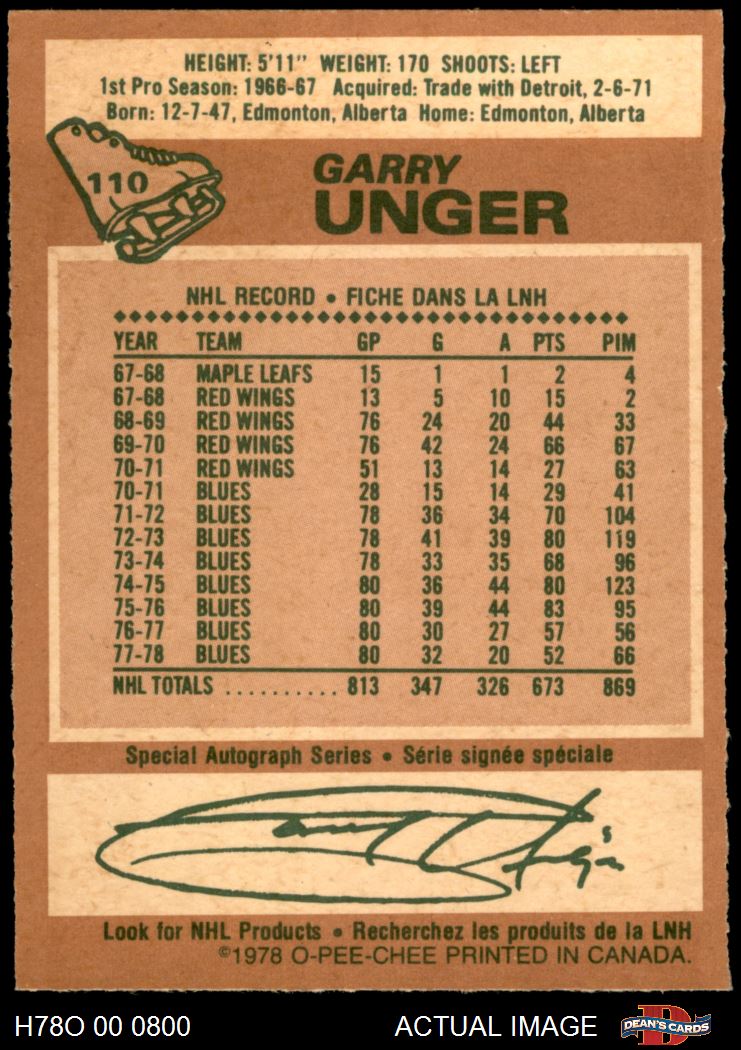 HEIGHT: 5'11" WEIGHT: 170 SHOOTS: LEFT
1st Pro Season: 1966-67 Acquired: Trade with Detroit, 2-6-71
Born: 12-7-47, Edmonton, Alberta Home: Edmonton, Alberta
110
GARRY
UNGER
NHL RECORD • FICHE DANS LA LNH
YEAR TEAM GP G A PTS PIM
67-68 MAPLE LEAFS 15 1 1 2 4
67-68 RED WINGS 13 5 10 15 2
68-69 RED WINGS 76 24 20 44 33
69-70 RED WINGS 76 42 24 66 67
70-71 RED WINGS 51 13 14 27 63
70-71 BLUES 28 15 14 29 41
71-72 BLUES 78 36 34 70 104
72-73 BLUES 78 41 39 80 119
73-74 BLUES 78 33 35 68 96
74-75 BLUES 80 36 44 80 123
75-76 BLUES 80 39 44 83 95
76-77 BLUES 80 30 27 57 56
77-78 BLUES 80 32 20 52 66
NHL TOTALS .......... 813 347 326 673 869
Special Autograph Series • Série signée spéciale
Look for NHL Products • Recherchez les produits de la LNH
©1978 O-PEE-CHEE PRINTED IN CANADA.
H78O 00 0800 ACTUAL IMAGE DEAN'S CARDS